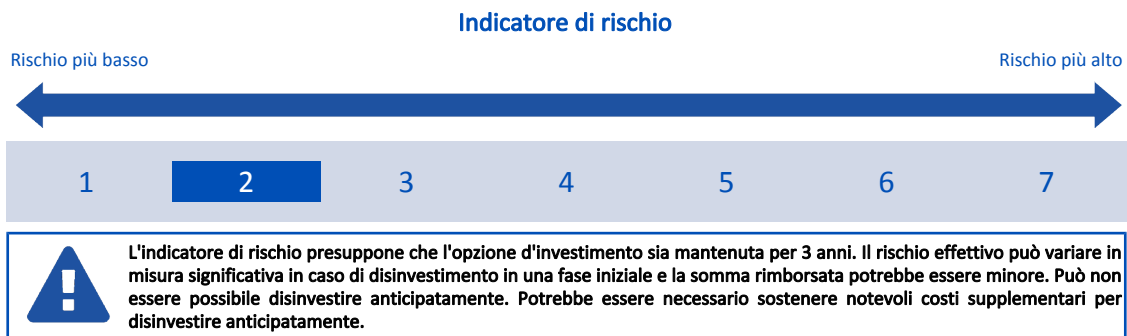 Indicatore di rischio
Rischio più basso
Rischio più alto
1 2 3 4 5 6 7
L'indicatore di rischio presuppone che l'opzione d'investimento sia mantenuta per 3 anni. Il rischio effettivo può variare in
misura significativa in caso di disinvestimento in una fase iniziale e la somma rimborsata potrebbe essere minore. Può non
essere possibile disinvestire anticipatamente. Potrebbe essere necessario sostenere notevoli costi supplementari per
disinvestire anticipatamente.